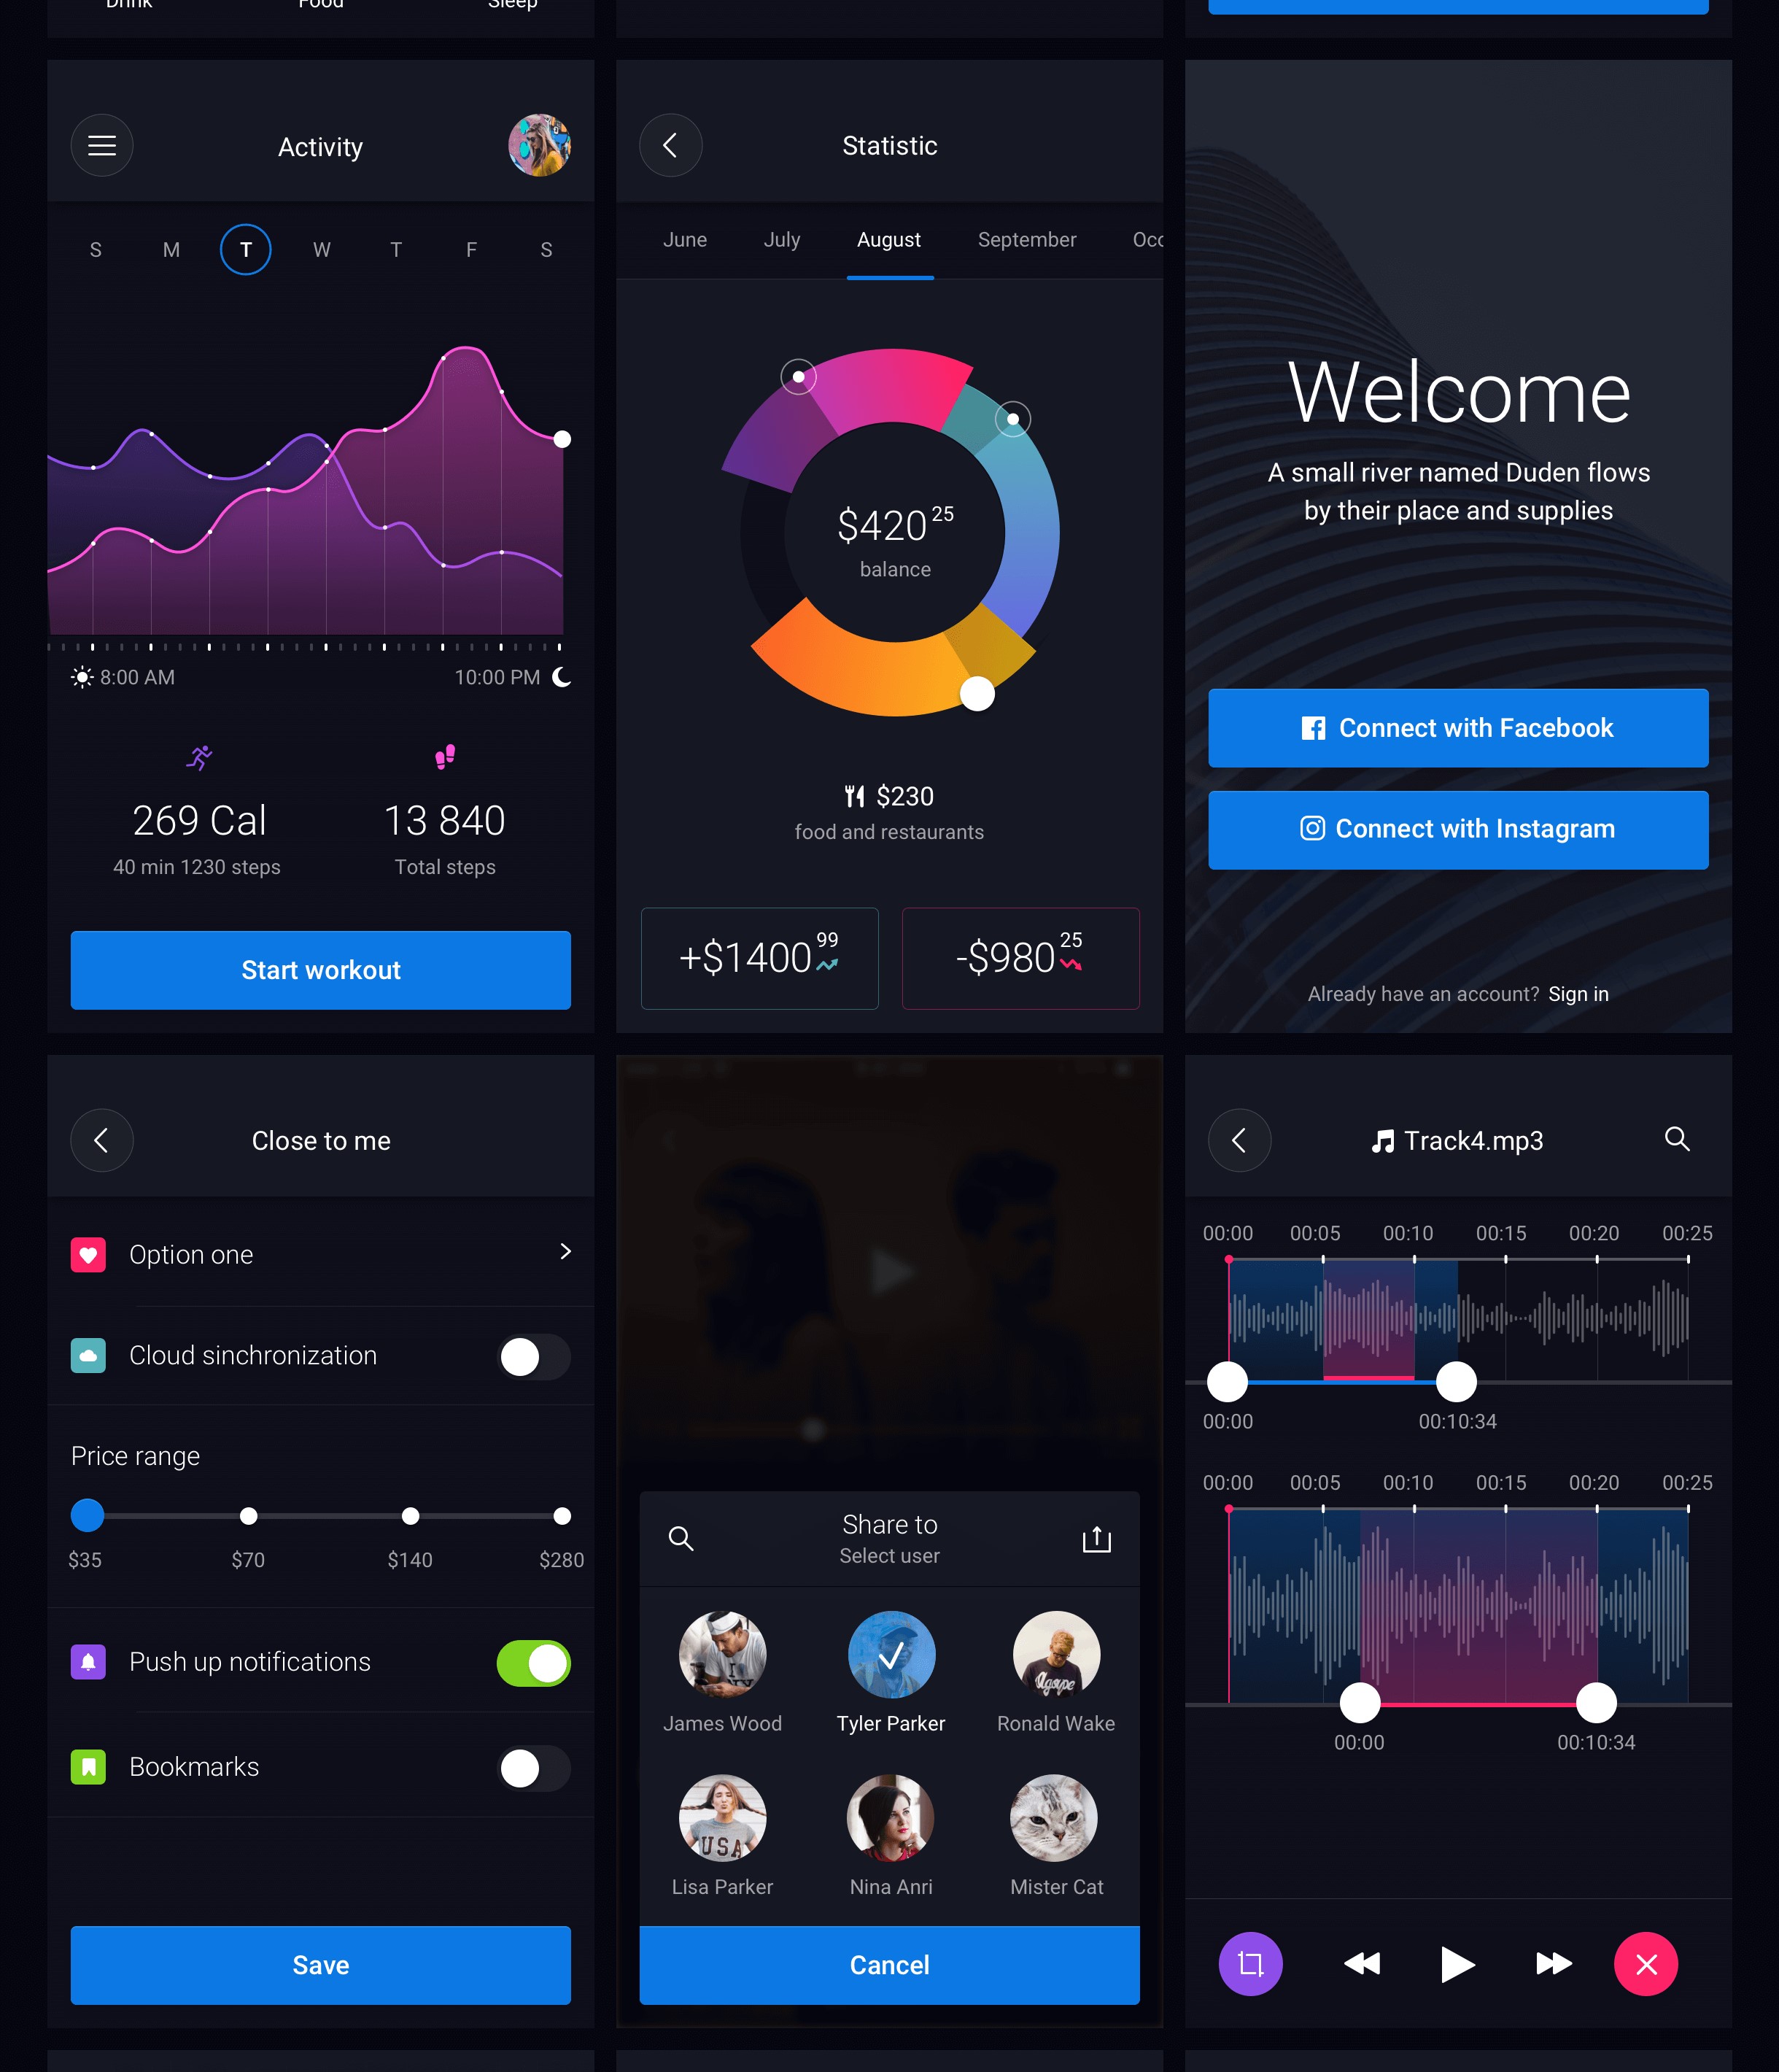 Drink Food Sleep
Activity
S M T W T F S
8:00 AM 10:00 PM
269 Cal 13 840
40 min 1230 steps Total steps
Start workout
Statistic
June July August September Occ
$420 25
balance
$230
food and restaurants
+$1400 99 -$980 25
Welcome
A small river named Duden flows
by their place and supplies
Connect with Facebook
Connect with Instagram
Already have an account? Sign in
Close to me
Option one
Cloud sinchronization
Price range
$35 $70 $140 $280
Push up notifications
Bookmarks
Save
Share to
Select user
I
Agape
James Wood Tyler Parker Ronald Wake
USA
Lisa Parker Nina Anri Mister Cat
Cancel
Track4.mp3
00:00 00:05 00:10 00:15 00:20 00:25
00:00 00:10:34
00:00 00:05 00:10 00:15 00:20 00:25
00:00 00:10:34